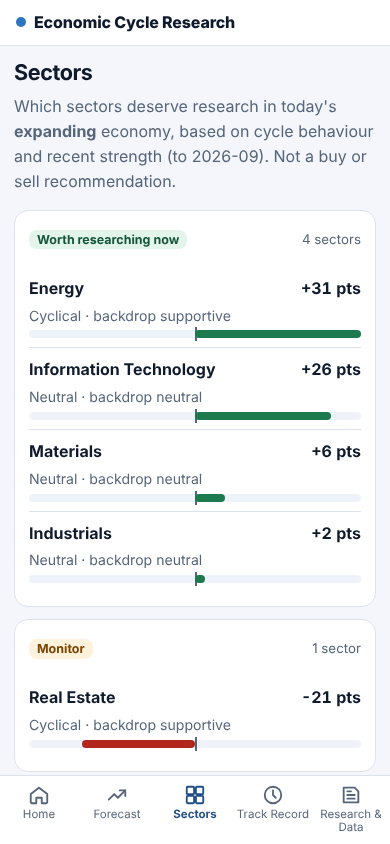 Economic Cycle Research
Sectors
Which sectors deserve research in today's
expanding economy, based on cycle behaviour
and recent strength (to 2026-09). Not a buy or
sell recommendation.
Worth researching now
4 sectors
Energy
+31 pts
Cyclical · backdrop supportive
Information Technology
+26 pts
Neutral · backdrop neutral
Materials
+6 pts
Neutral · backdrop neutral
Industrials
+2 pts
Neutral · backdrop neutral
Monitor
1 sector
Real Estate
-21 pts
Cyclical · backdrop supportive
Home
Forecast
Sectors
Track Record
Research &
Data